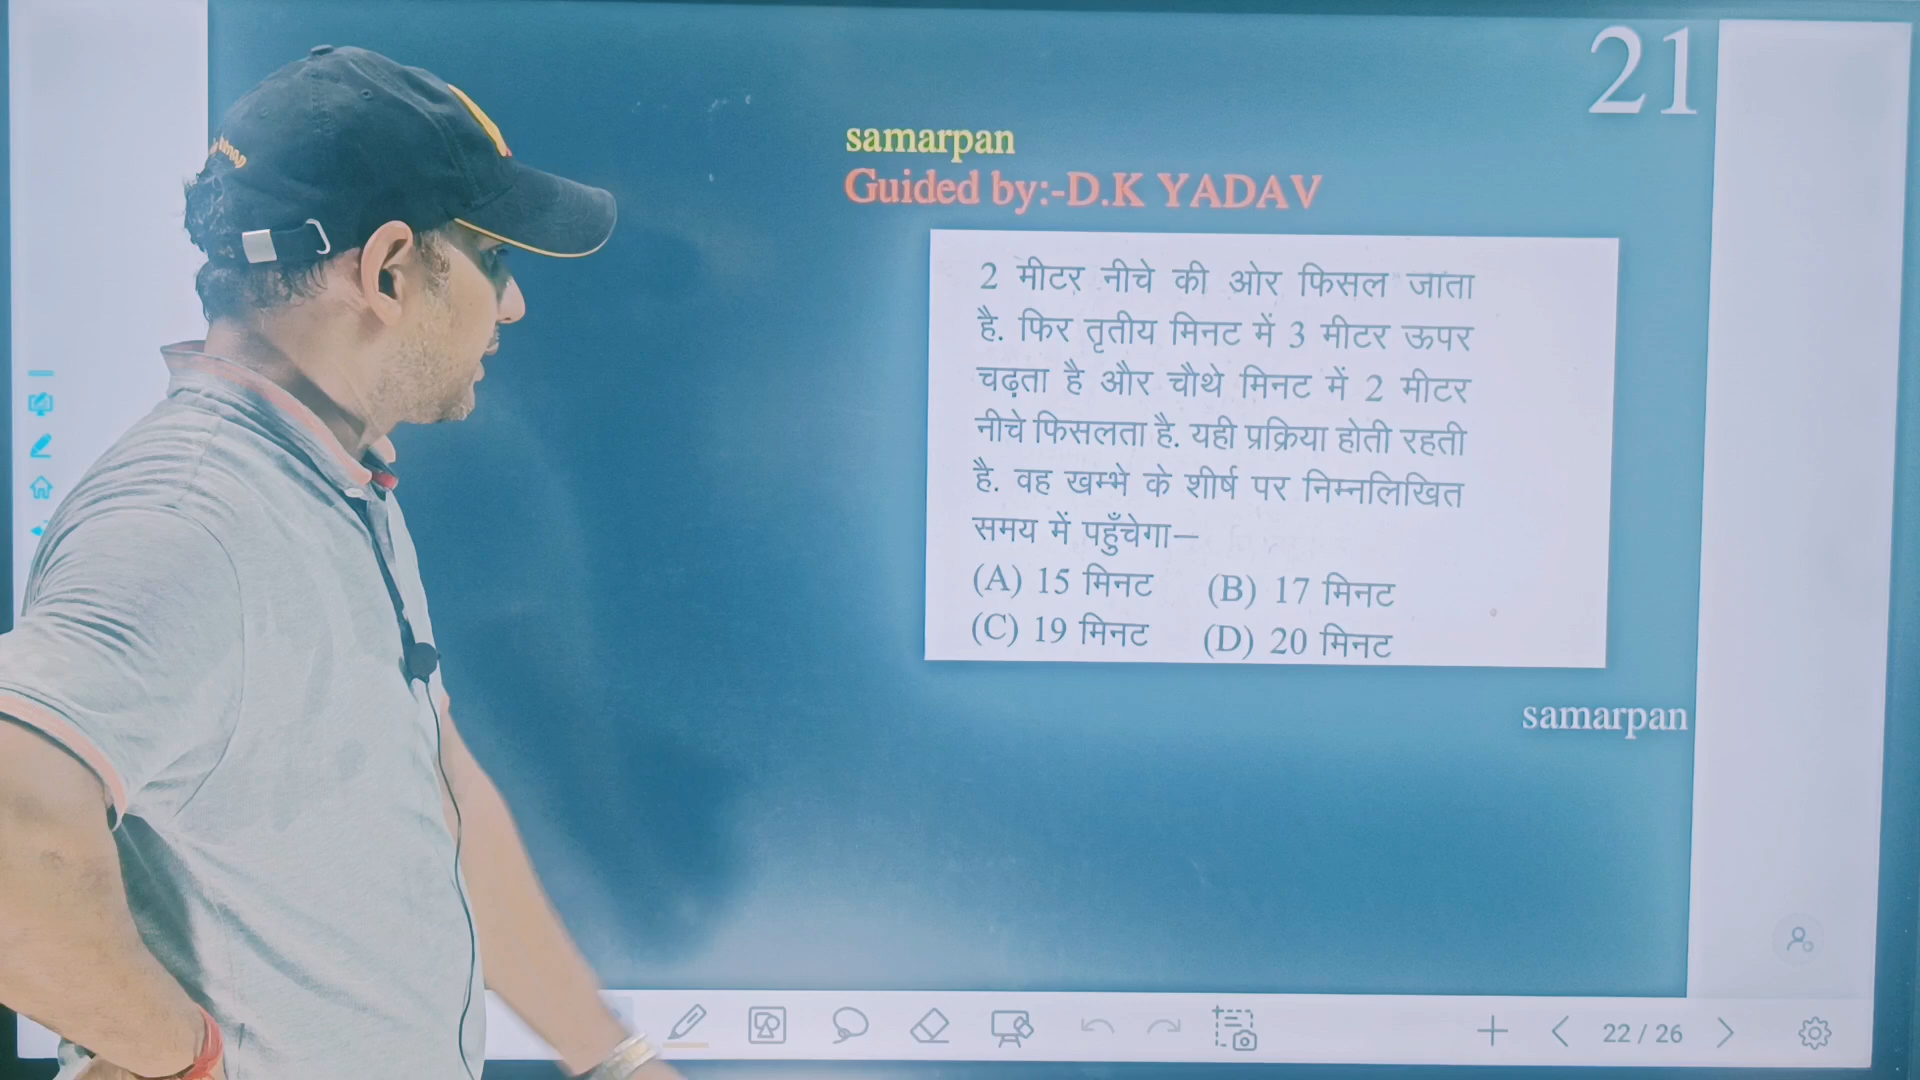 21
samarpan
Guided by:-D.K YADAV
2 मीटर नीचे की ओर फिसल जाता
है. फिर तृतीय मिनट में 3 मीटर ऊपर
चढ़ता है और चौथे मिनट में 2 मीटर
नीचे फिसलता है. यही प्रक्रिया होती रहती
है. वह खम्भे के शीर्ष पर निम्नलिखित
समय में पहुँचेगा—
(A) 15 मिनट (B) 17 मिनट
(C) 19 मिनट (D) 20 मिनट
samarpan
22 / 26